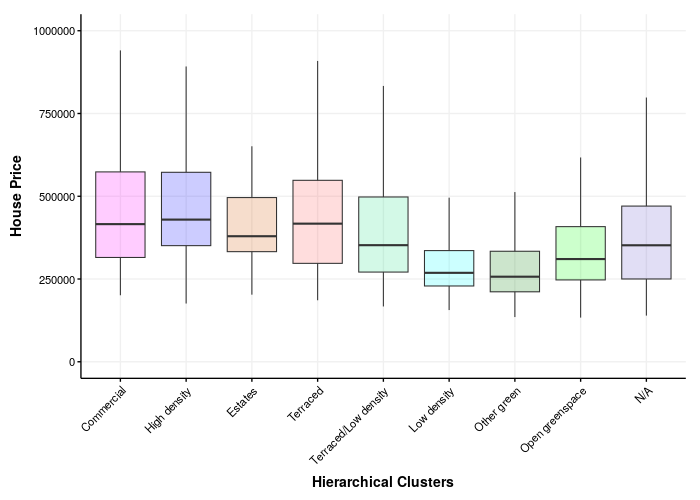 1000000
750000
500000
250000
0
House Price
Commercial
High density
Estates
Terraced
Terraced/Low density
Low density
Other green
Open greenspace
N/A
Hierarchical Clusters